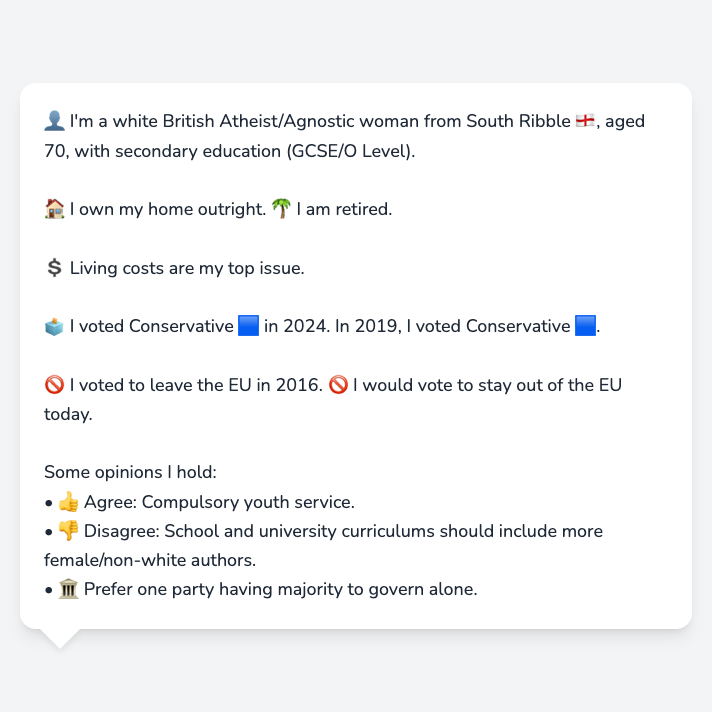 👤 I'm a white British Atheist/Agnostic woman from South Ribble 🏴󠁧󠁢󠁥󠁮󠁧󠁿, aged
70, with secondary education (GCSE/O Level).
🏠 I own my home outright. 🌴 I am retired.
💲 Living costs are my top issue.
🗳️ I voted Conservative 🟦 in 2024. In 2019, I voted Conservative 🟦.
🚫 I voted to leave the EU in 2016. 🚫 I would vote to stay out of the EU
today.
Some opinions I hold:
• 👍 Agree: Compulsory youth service.
• 👎 Disagree: School and university curriculums should include more
female/non-white authors.
• 🏛️ Prefer one party having majority to govern alone.